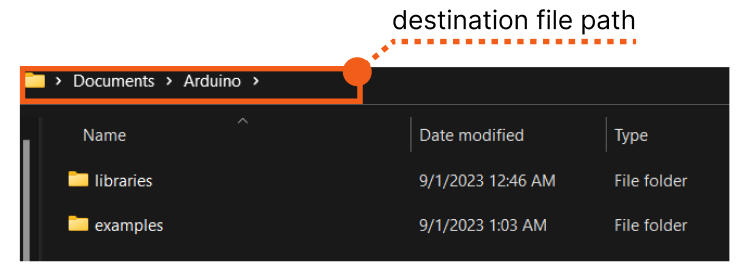 destination file path
> Documents > Arduino >
Name Date modified Type
libraries 9/1/2023 12:46 AM File folder
examples 9/1/2023 1:03 AM File folder